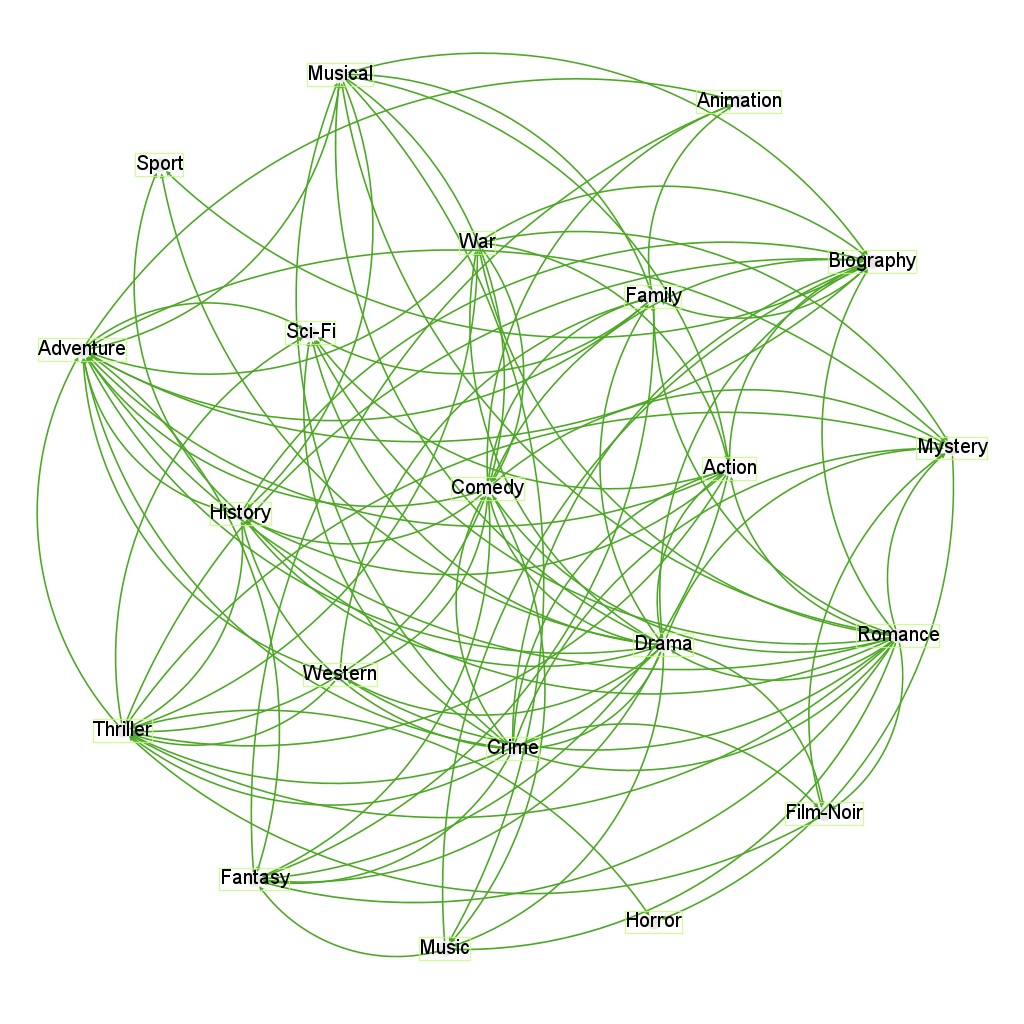 Musical
Animation
Sport
War
Biography
Family
Sci-Fi
Adventure
Mystery
Action
Comedy
History
Romance
Drama
Western
Thriller
Crime
Film-Noir
Fantasy
Horror
Music